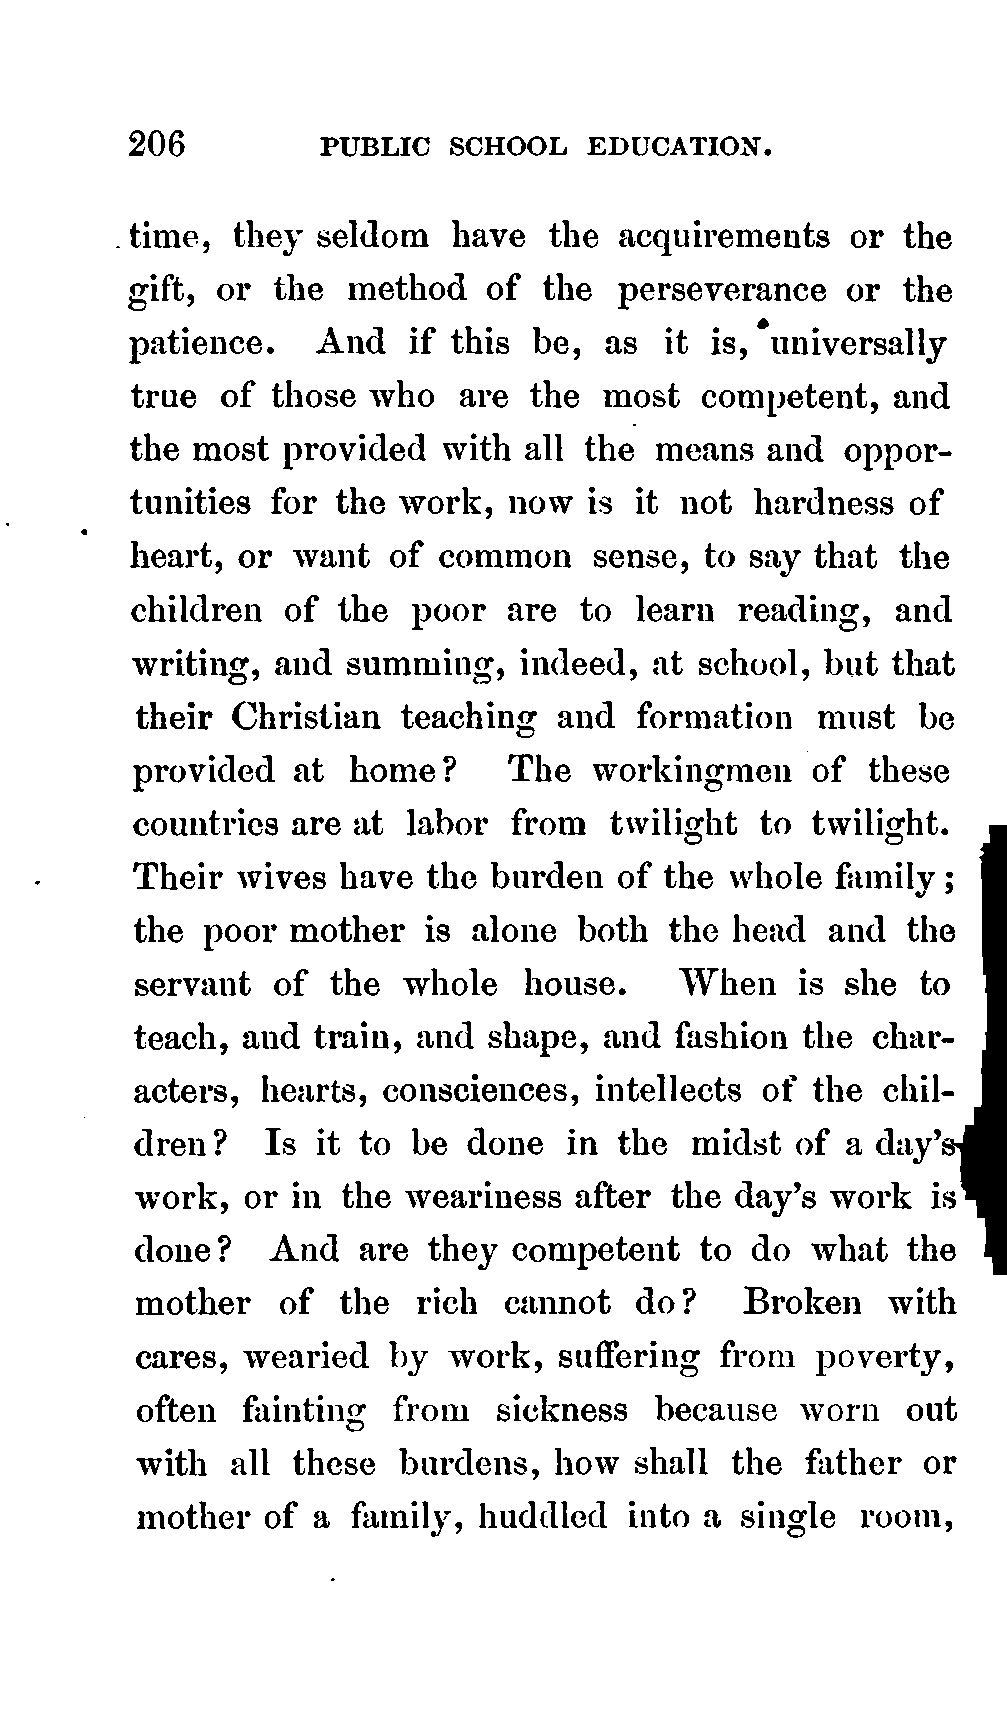 206 PUBLIC SCHOOL EDUCATION.
time, they seldom have the acquirements or the
gift, or the method of the perseverance or the
patience. And if this be, as it is, universally
true of those who are the most competent, and
the most provided with all the means and oppor-
tunities for the work, now is it not hardness of
heart, or want of common sense, to say that the
children of the poor are to learn reading, and
writing, and summing, indeed, at school, but that
their Christian teaching and formation must be
provided at home? The workingmen of these
countries are at labor from twilight to twilight.
Their wives have the burden of the whole family;
the poor mother is alone both the head and the
servant of the whole house. When is she to
teach, and train, and shape, and fashion the char-
acters, hearts, consciences, intellects of the chil-
dren? Is it to be done in the midst of a day's
work, or in the weariness after the day's work is
done? And are they competent to do what the
mother of the rich cannot do? Broken with
cares, wearied by work, suffering from poverty,
often fainting from sickness because worn out
with all these burdens, how shall the father or
mother of a family, huddled into a single room,